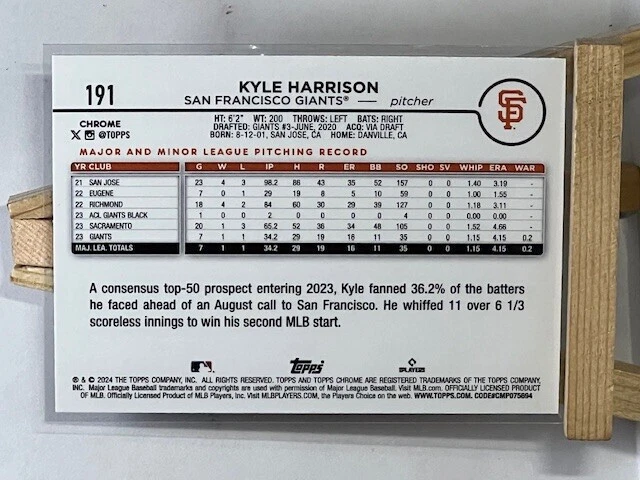 191
KYLE HARRISON
SAN FRANCISCO GIANTS® — pitcher
SF
CHROME
X @TOPPS
HT: 6'2" WT: 200 THROWS: LEFT BATS: RIGHT
DRAFTED: GIANTS #3-JUNE, 2020 ACQ: VIA DRAFT
BORN: 8-12-01, SAN JOSE, CA HOME: DANVILLE, CA
MAJOR AND MINOR LEAGUE PITCHING RECORD
YR CLUB G W L IP H R ER BB SO SHO SV WHIP ERA WAR
21 SAN JOSE 23 4 3 98.2 86 43 35 52 157 0 0 1.40 3.19 -
22 EUGENE 7 0 1 29 19 8 5 10 59 0 0 1.00 1.55 -
22 RICHMOND 18 4 2 84 60 30 29 39 127 0 0 1.18 3.11 -
23 ACL GIANTS BLACK 1 0 0 2 0 0 0 0 4 0 0 0.00 0.00 -
23 SACRAMENTO 20 1 3 65.2 52 36 34 48 105 0 0 1.52 4.66 -
23 GIANTS 7 1 1 34.2 29 19 16 11 35 0 0 1.15 4.15 0.2
MAJ. LEA. TOTALS 7 1 1 34.2 29 19 16 11 35 0 0 1.15 4.15 0.2
A consensus top-50 prospect entering 2023, Kyle fanned 36.2% of the batters
he faced ahead of an August call to San Francisco. He whiffed 11 over 6 1/3
scoreless innings to win his second MLB start.
Topps
PLAYERS
® & © 2024 THE TOPPS COMPANY, INC. ALL RIGHTS RESERVED. TOPPS AND TOPPS CHROME ARE REGISTERED TRADEMARKS OF THE TOPPS COMPANY,
INC. Major League Baseball trademarks and copyrights are used with permission of Major League Baseball. Visit MLB.com. OFFICIALLY LICENSED PRODUCT
OF MLB. Officially Licensed Product of MLB Players, Inc. Visit MLBPLAYERS.COM, the Players Choice on the web. WWW.TOPPS.COM. CODE#CMP075694